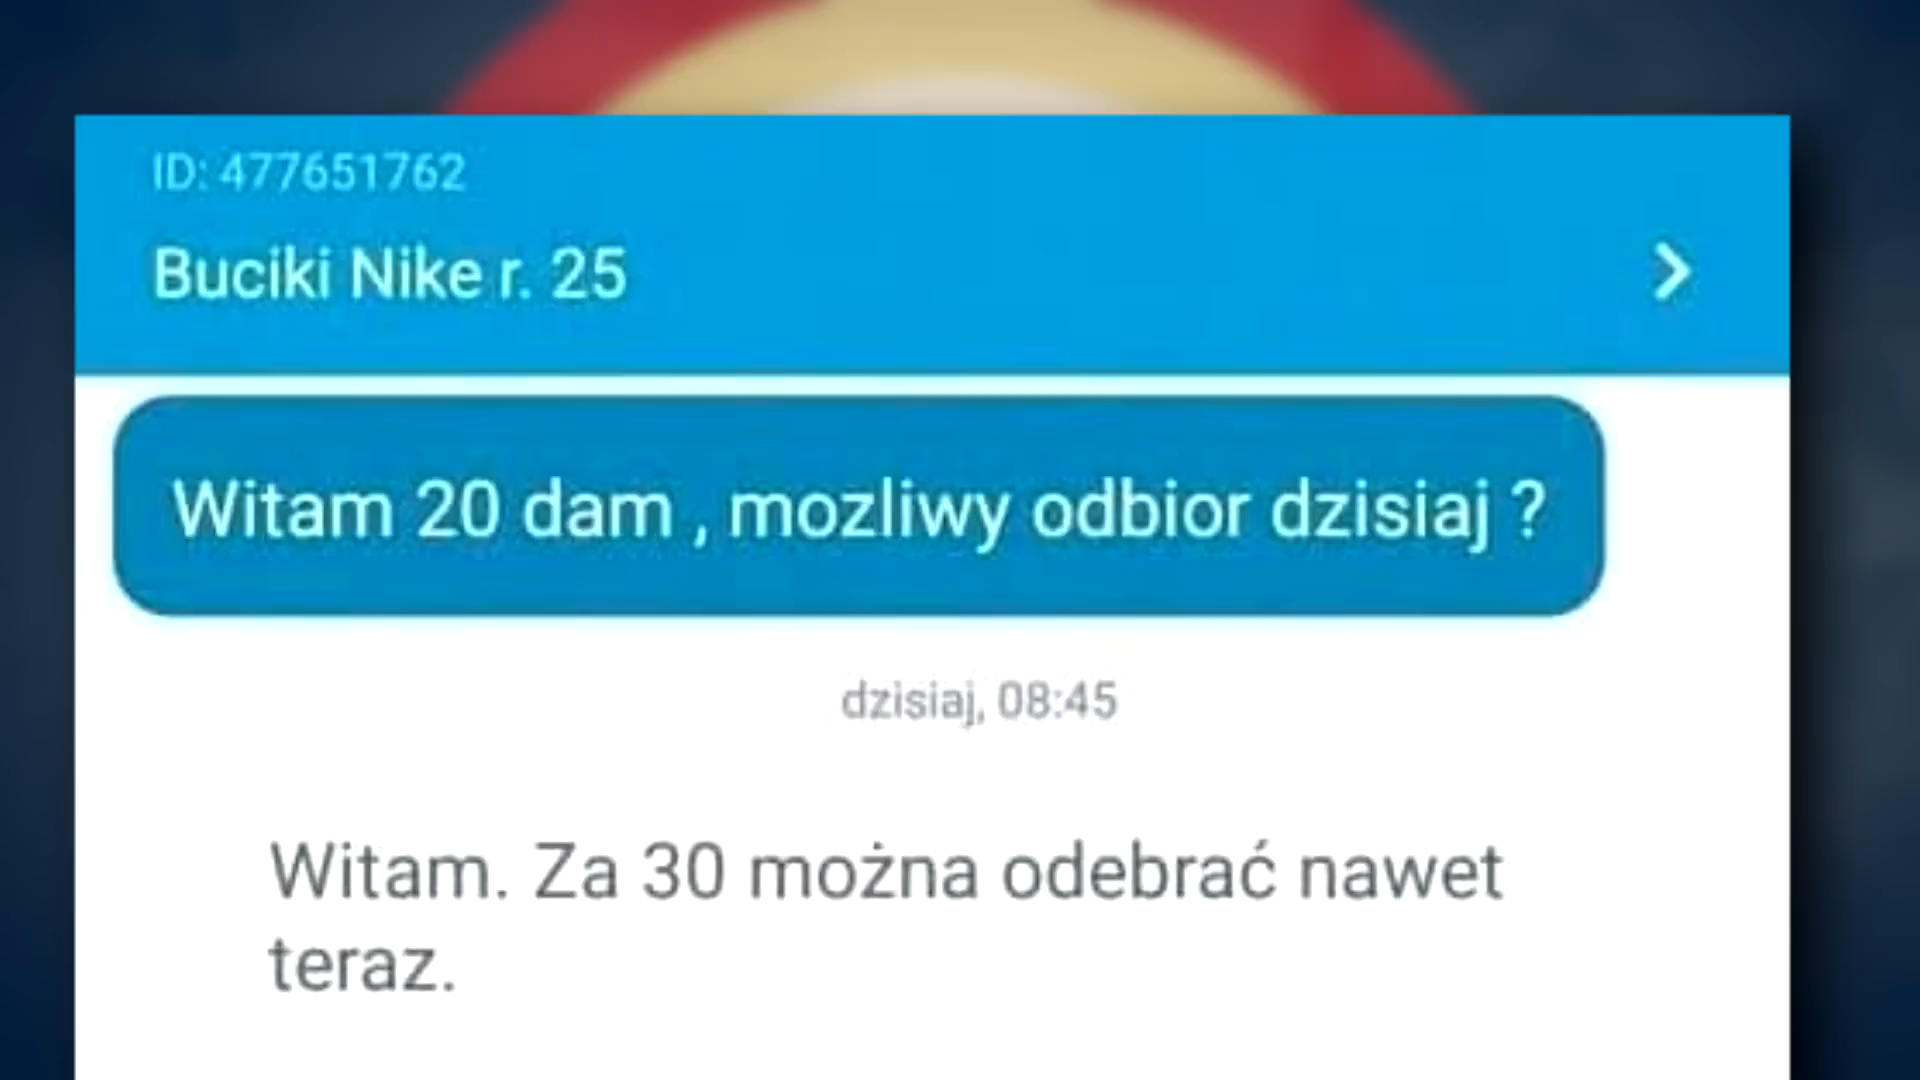 ID: 477651762
Buciki Nike r. 25
Witam 20 dam , mozliwy odbior dzisiaj ?
dzisiaj, 08:45
Witam. Za 30 można odebrać nawet
teraz.